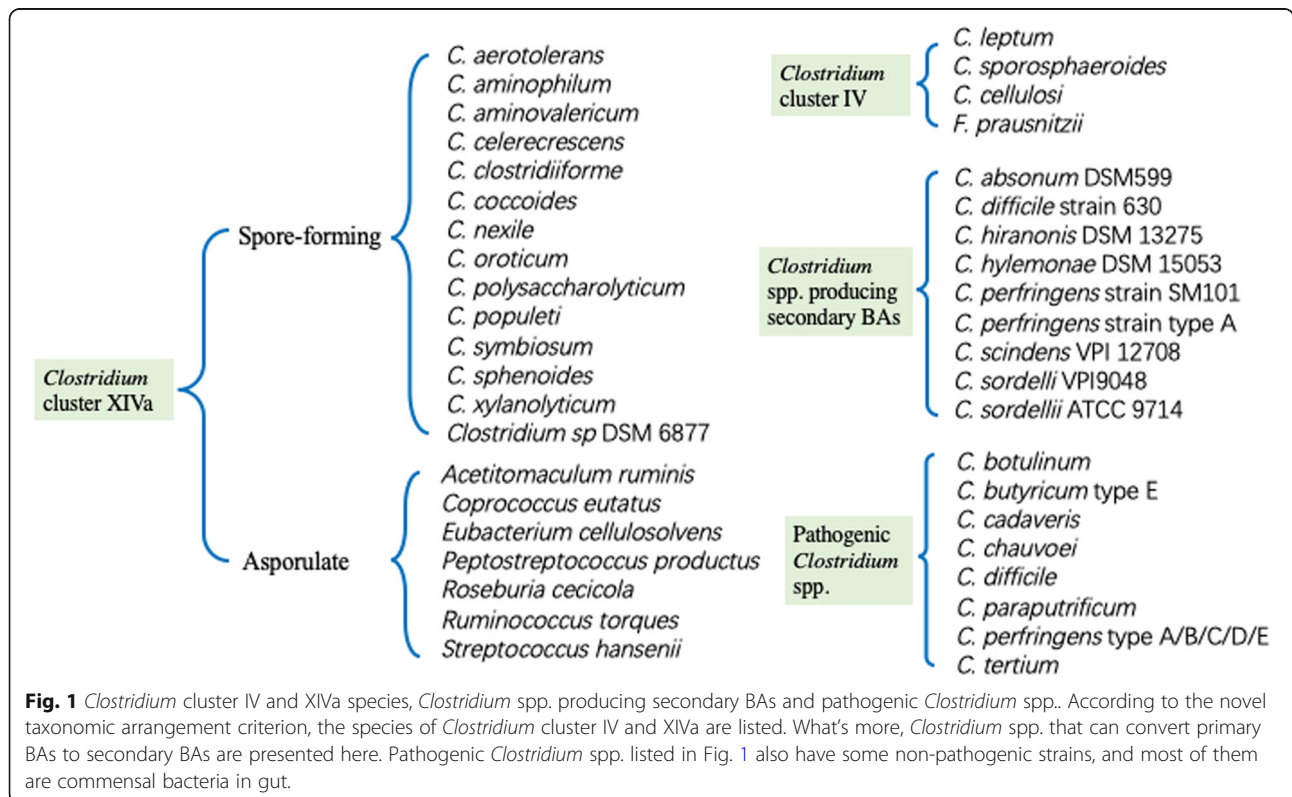 Clostridium
cluster XIVa
Spore-forming
C. aerotolerans
C. aminophilum
C. aminovalericum
C. celerecrescens
C. clostridiiforme
C. coccoides
C. nexile
C. oroticum
C. polysaccharolyticum
C. populeti
C. symbiosum
C. sphenoides
C. xylanolyticum
Clostridium sp DSM 6877
Asporulate
Acetitomaculum ruminis
Coprococcus eutatus
Eubacterium cellulosolvens
Peptostreptococcus productus
Roseburia cecicola
Ruminococcus torques
Streptococcus hansenii
Clostridium
cluster IV
C. leptum
C. sporosphaeroides
C. cellulosi
F. prausnitzii
Clostridium
spp. producing
secondary BAs
C. absonum DSM599
C. difficile strain 630
C. hiranonis DSM 13275
C. hylemonae DSM 15053
C. perfringens strain SM101
C. perfringens strain type A
C. scindens VPI 12708
C. sordelli VPI9048
C. sordellii ATCC 9714
Pathogenic
Clostridium
spp.
C. botulinum
C. butyricum type E
C. cadaveris
C. chauvoei
C. difficile
C. paraputrificum
C. perfringens type A/B/C/D/E
C. tertium
Fig. 1 Clostridium cluster IV and XIVa species, Clostridium spp. producing secondary BAs and pathogenic Clostridium spp.. According to the novel
taxonomic arrangement criterion, the species of Clostridium cluster IV and XIVa are listed. What's more, Clostridium spp. that can convert primary
BAs to secondary BAs are presented here. Pathogenic Clostridium spp. listed in Fig. 1 also have some non-pathogenic strains, and most of them
are commensal bacteria in gut.